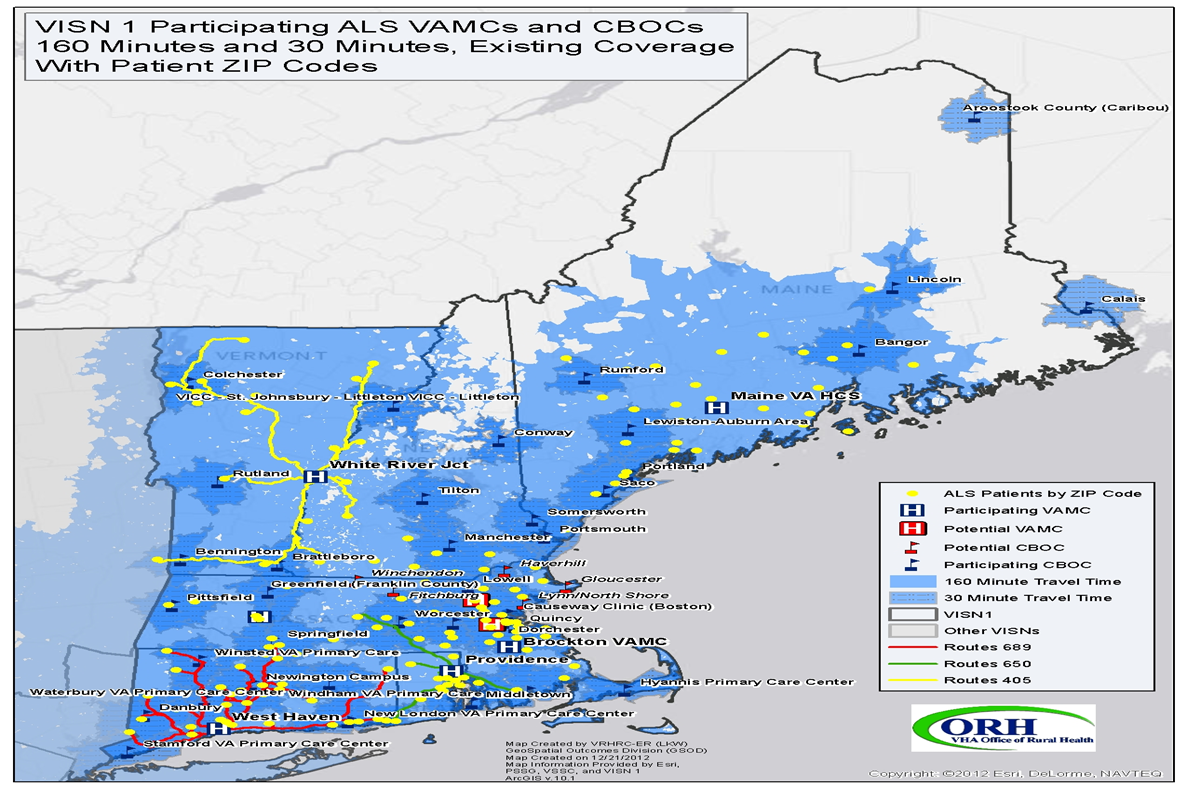 VISN 1 Participating ALS VAMCs and CBOCs
160 Minutes and 30 Minutes, Existing Coverage
With Patient ZIP Codes
Aroostook County (Caribou)
Lincoln
MAINE
Calais
Bangor
VERMONT
Colchester
Rumford
VICC - St. Johnsbury - Littleton VICC - Littleton
Maine VA HCS
Lewiston-Auburn Area
Conway
White River Jct
Rutland
Portland
Saco
Tilton
Somersworth
Portsmouth
Manchester
Bennington
Brattleboro
Haverhill
Winchendon
Lowell
Gloucester
Greenfield (Franklin County)
Fitchburg
Lynn/North Shore
Pittsfield
Causeway Clinic (Boston)
Worcester
Quincy
Dorchester
Springfield
Brockton VAMC
Winsted VA Primary Care
Providence
Newington Campus
Hyannis Primary Care Center
Waterbury VA Primary Care Center
Windham VA Primary Care
Middletown
Danbury
West Haven
New London VA Primary Care Center
Stamford VA Primary Care Center
ALS Patients by ZIP Code
Participating VAMC
Potential VAMC
Potential CBOC
Participating CBOC
160 Minute Travel Time
30 Minute Travel Time
VISN1
Other VISNs
Routes 689
Routes 650
Routes 405
ORH
VHA Office of Rural Health
Map Created by VRHRC-ER (LKW)
GeoSpatial Outcomes Division (GSOD)
Map Created on 12/21/2012
Map Information Provided by Esri,
PSSG, VSSC, and VISN 1
ArcGIS v.10.1
Copyright: ©2012 Esri, DeLorme, NAVTEQ